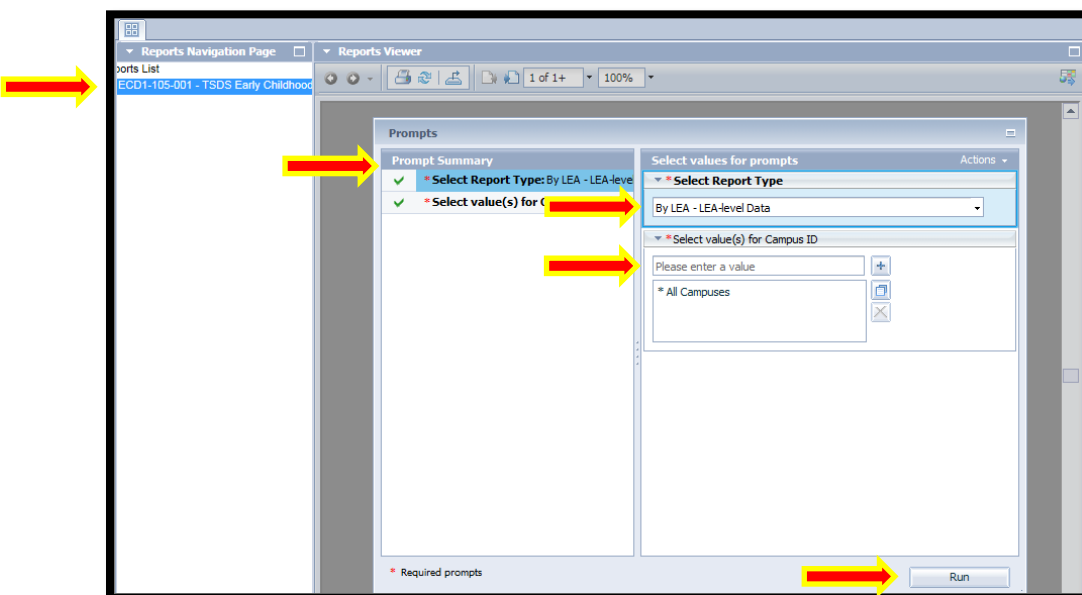 Reports Navigation Page
Reports Viewer
orts List
ECD1-105-001 - TSDS Early Childhood
1 of 1+
100%
Prompts
Prompt Summary
* Select Report Type: By LEA - LEA-leve
* Select value(s) for
Select values for prompts
Actions
* Select Report Type
By LEA - LEA-level Data
* Select value(s) for Campus ID
Please enter a value
* All Campuses
* Required prompts
Run